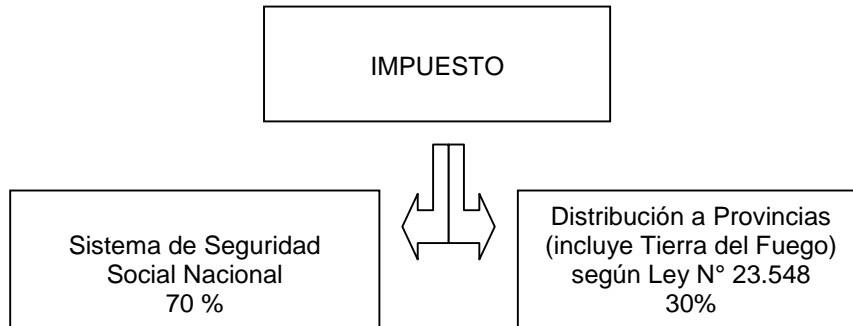 IMPUESTO
Sistema de Seguridad
Social Nacional
70 %
Distribución a Provincias
(incluye Tierra del Fuego)
según Ley N° 23.548
30%